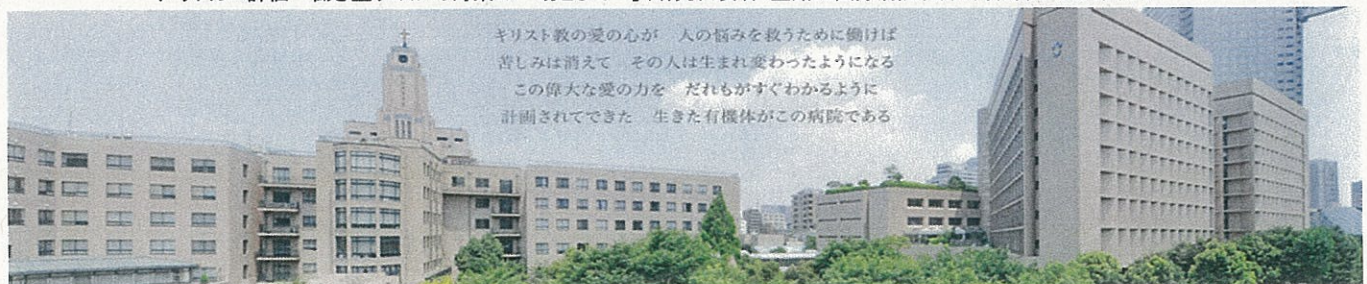 キリスト教の愛の心が　人の悩みを救うために働けば
苦しみは消えて　その人は生まれ変わったようになる
この偉大な愛の力を　だれもがすぐわかるように
計画されてできた　生きた有機体がこの病院である